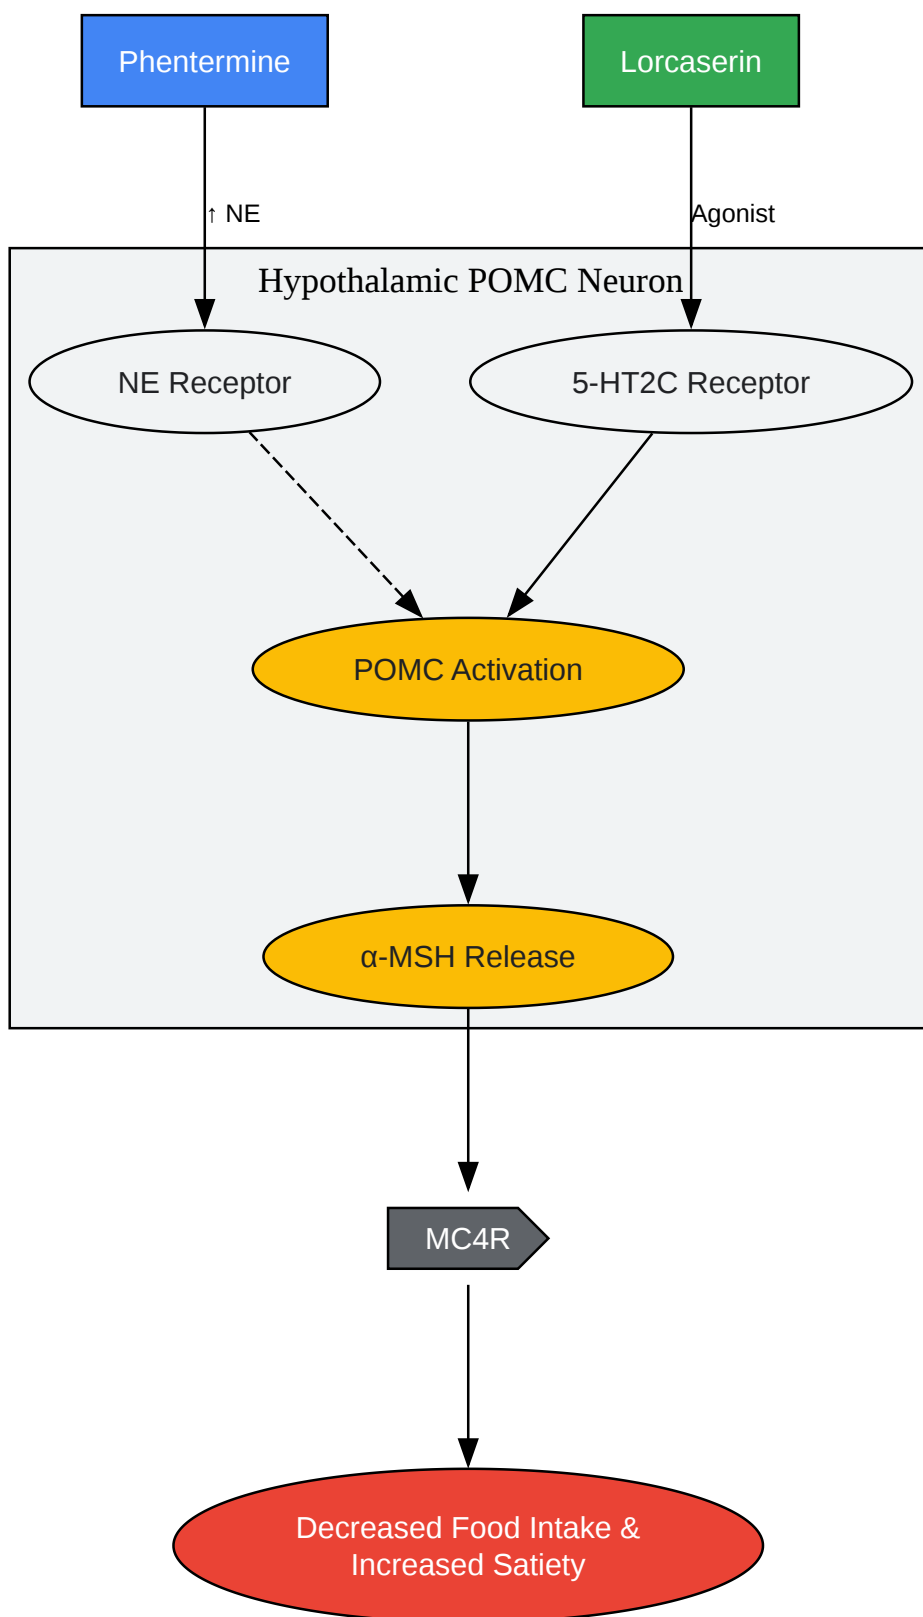 Phentermine
Lorcaserin
↑ NE
Agonist
Hypothalamic POMC Neuron
NE Receptor
5-HT2C Receptor
POMC Activation
α-MSH Release
MC4R
Decreased Food Intake &
Increased Satiety